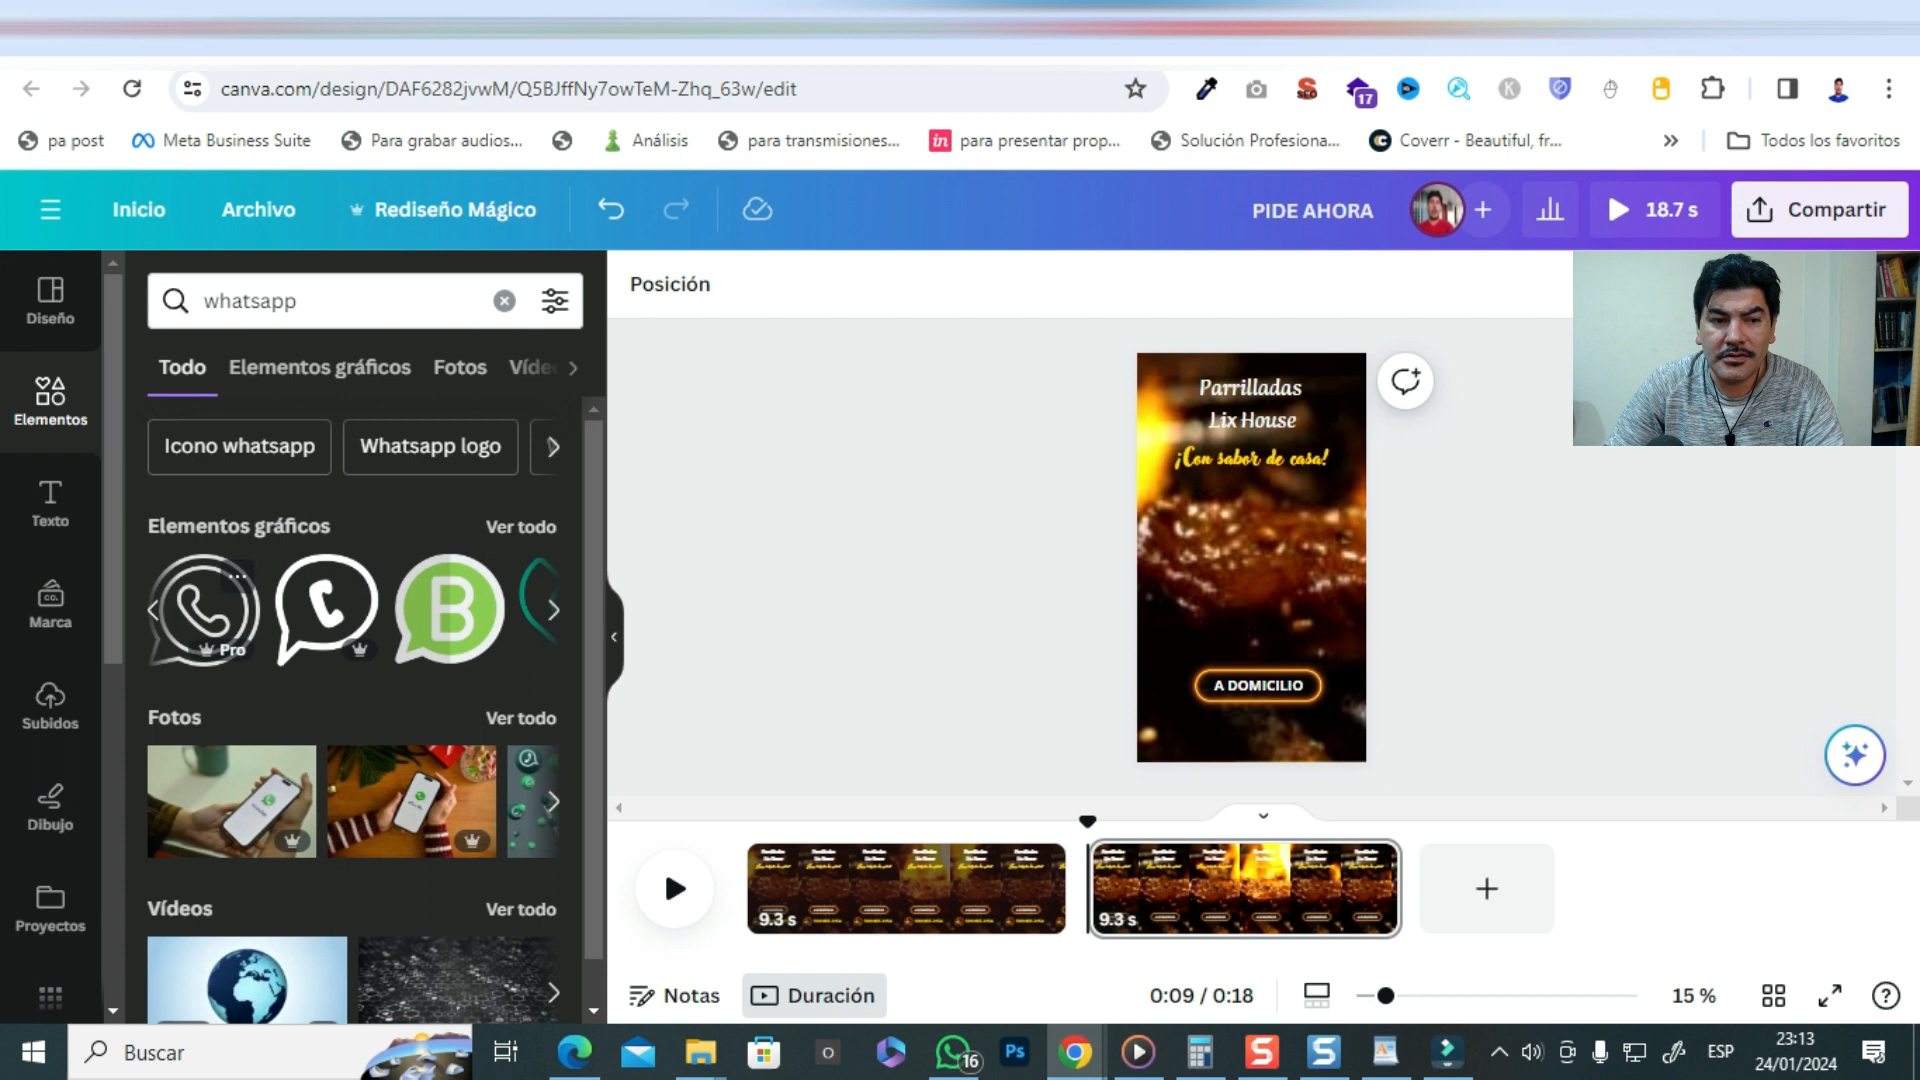 canva.com/design/DAF6282jvwM/Q5BJffNy7owTeM-Zhq_63w/edit
17
pa post
Meta Business Suite
Para grabar audios...
Análisis
para transmisiones...
in
para presentar prop...
Solución Profesiona...
Coverr - Beautiful, fr...
Todos los favoritos
Inicio
Archivo
Rediseño Mágico
PIDE AHORA
18.7 s
Compartir
Diseño
Elementos
Texto
Marca
Subidos
Dibujo
Proyectos
whatsapp
Todo
Elementos gráficos
Fotos
Icono whatsapp
Whatsapp logo
Elementos gráficos
Ver todo
Pro
B
Fotos
Ver todo
Vídeos
Ver todo
Posición
Parrilladas
Lix House
¡Con sabor de casa!
A DOMICILIO
9.3 s
9.3 s
Notas
Duración
0:09 / 0:18
15 %
Buscar
16
Ps
ESP
23:13
24/01/2024